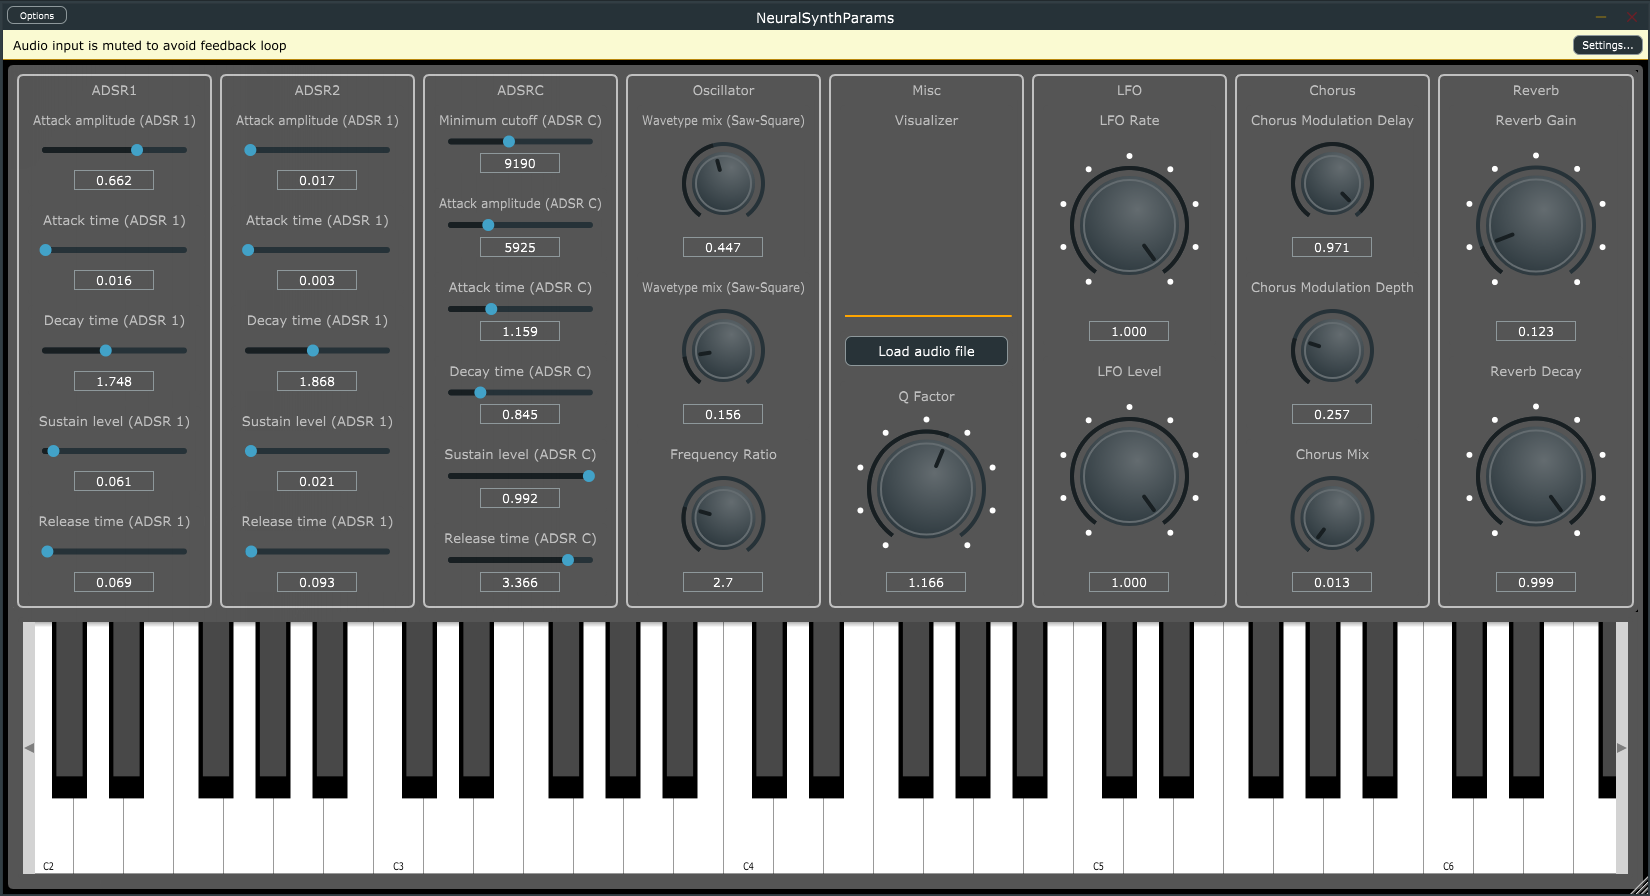 Options
NeuralSynthParams
Audio input is muted to avoid feedback loop
Settings...
ADSR1
Attack amplitude (ADSR 1)
0.662
Attack time (ADSR 1)
0.016
Decay time (ADSR 1)
1.748
Sustain level (ADSR 1)
0.061
Release time (ADSR 1)
0.069
ADSR2
Attack amplitude (ADSR 1)
0.017
Attack time (ADSR 1)
0.003
Decay time (ADSR 1)
1.868
Sustain level (ADSR 1)
0.021
Release time (ADSR 1)
0.093
ADSRC
Minimum cutoff (ADSR C)
9190
Attack amplitude (ADSR C)
5925
Attack time (ADSR C)
1.159
Decay time (ADSR C)
0.845
Sustain level (ADSR C)
0.992
Release time (ADSR C)
3.366
Oscillator
Wavetype mix (Saw-Square)
0.447
Wavetype mix (Saw-Square)
0.156
Frequency Ratio
2.7
Misc
Visualizer
Load audio file
Q Factor
1.166
LFO
LFO Rate
1.000
LFO Level
1.000
Chorus
Chorus Modulation Delay
0.971
Chorus Modulation Depth
0.257
Chorus Mix
0.013
Reverb
Reverb Gain
0.123
Reverb Decay
0.999
C2
C3
C4
C5
C6